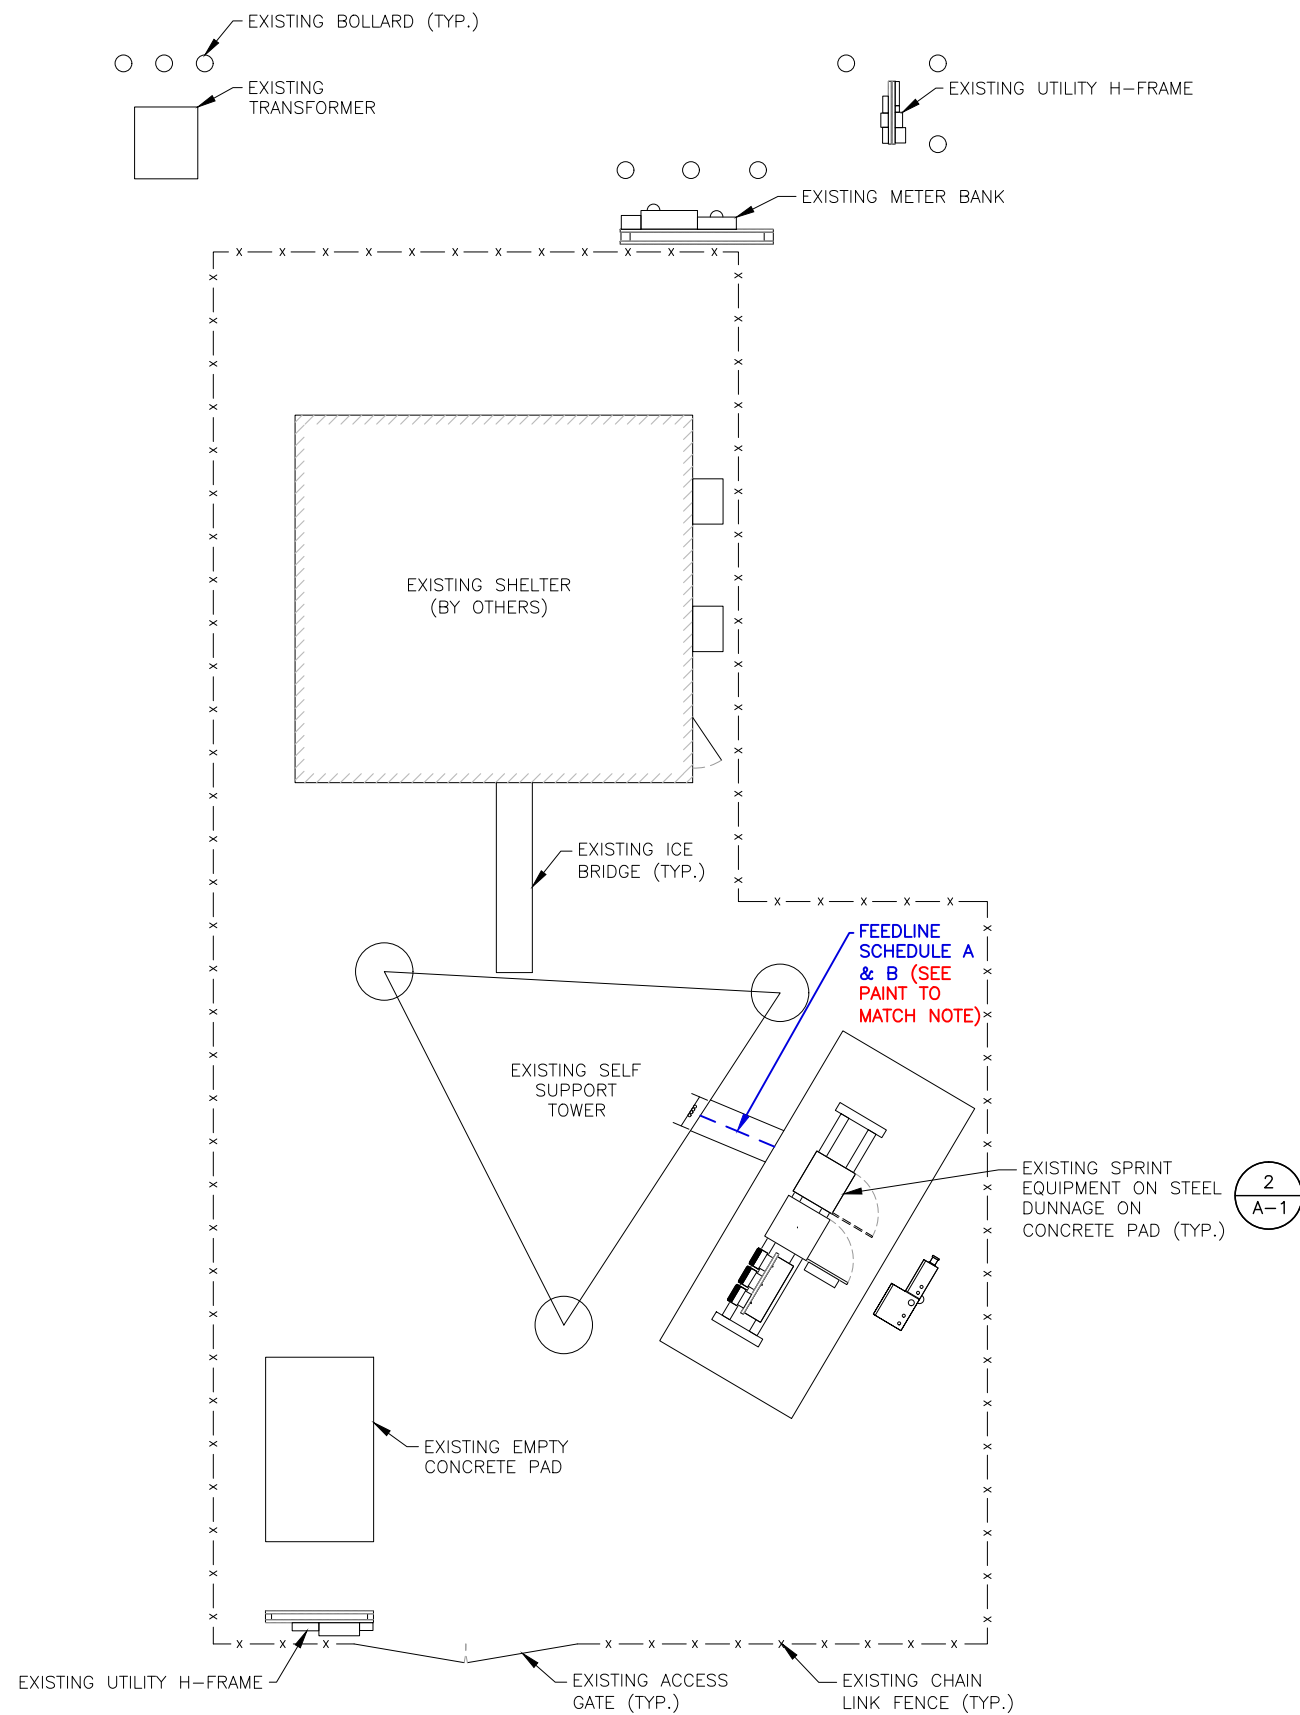 EXISTING BOLLARD (TYP.)
EXISTING
TRANSFORMER
EXISTING UTILITY H-FRAME
EXISTING METER BANK
EXISTING SHELTER
(BY OTHERS)
EXISTING ICE
BRIDGE (TYP.)
FEEDLINE
SCHEDULE A
& B (SEE
PAINT TO
MATCH NOTE)
EXISTING SELF
SUPPORT
TOWER
EXISTING SPRINT
EQUIPMENT ON STEEL
DUNNAGE ON
CONCRETE PAD (TYP.)
2
A-1
EXISTING EMPTY
CONCRETE PAD
EXISTING UTILITY H-FRAME
EXISTING ACCESS
GATE (TYP.)
EXISTING CHAIN
LINK FENCE (TYP.)